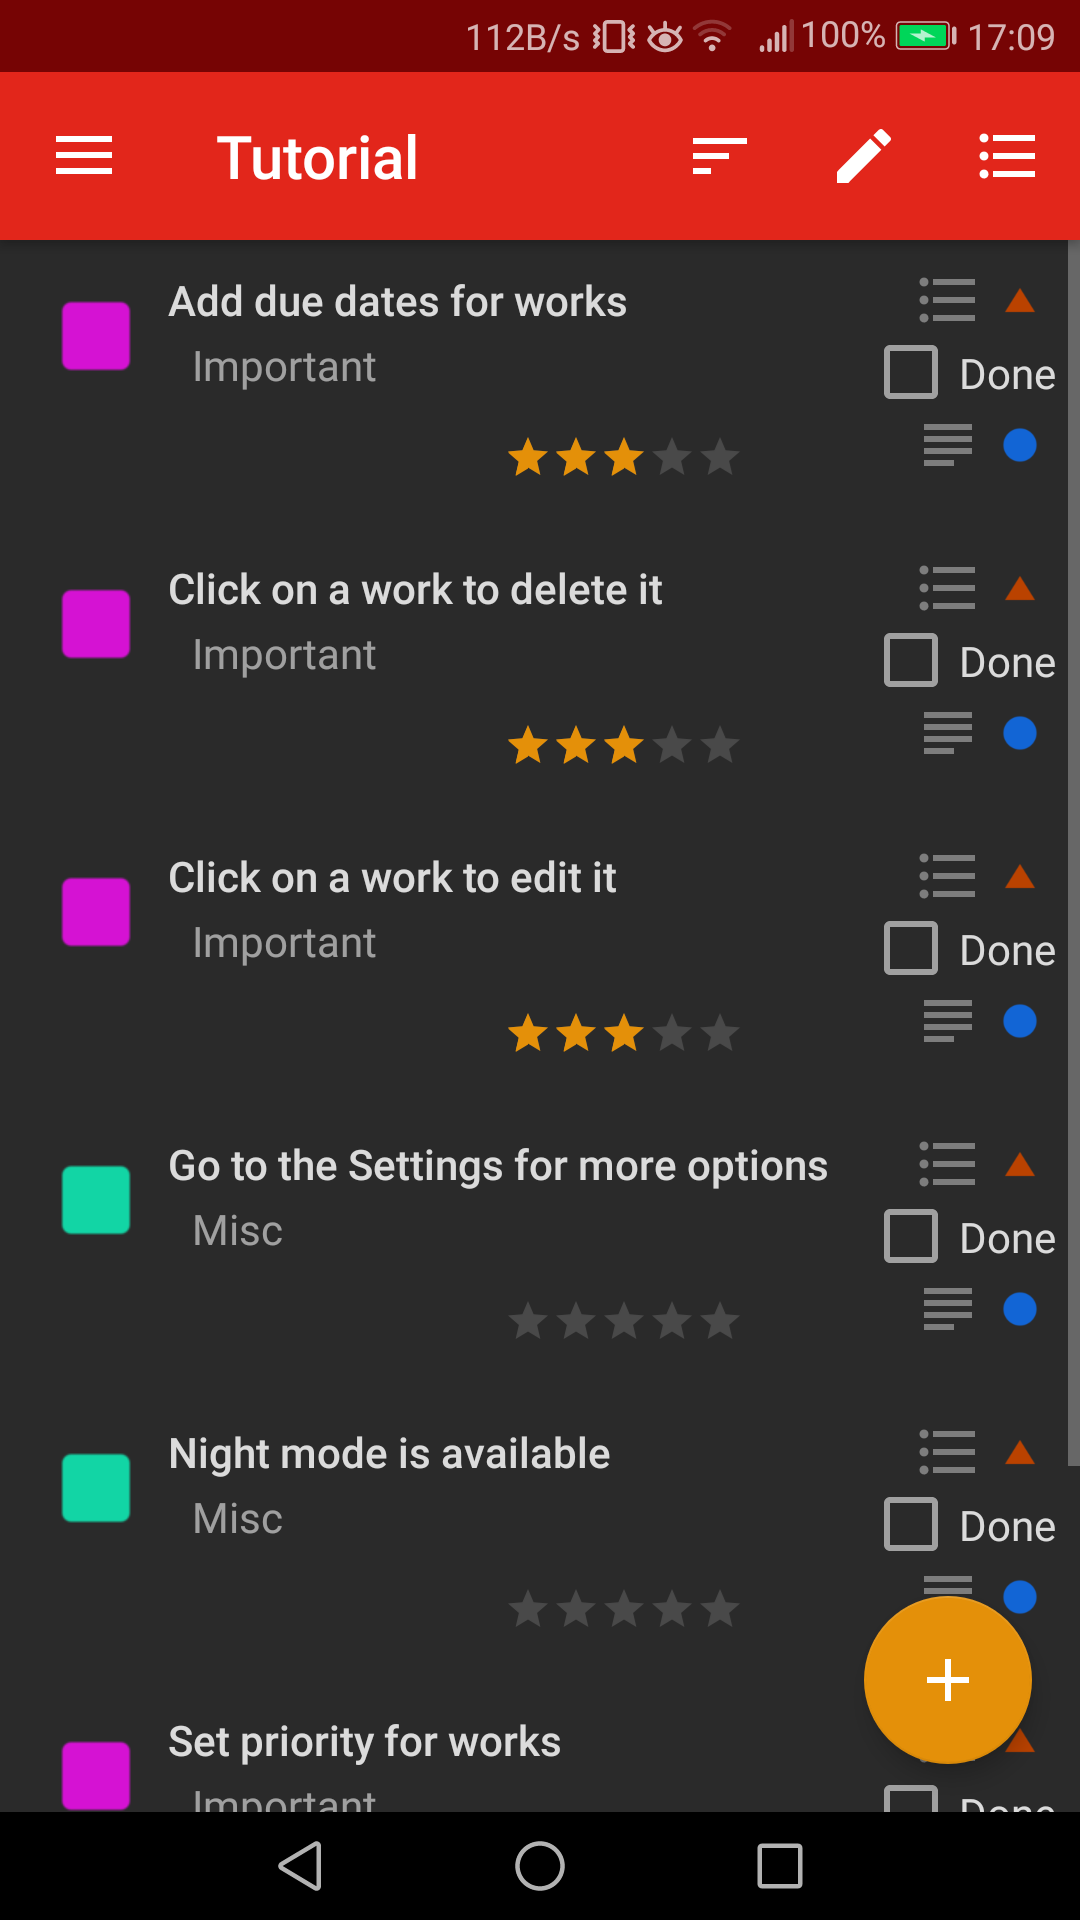 112B/s 100% 17:09
Tutorial
Add due dates for works
Important
Done
Click on a work to delete it
Important
Done
Click on a work to edit it
Important
Done
Go to the Settings for more options
Misc
Done
Night mode is available
Misc
Done
Set priority for works
Important
Done